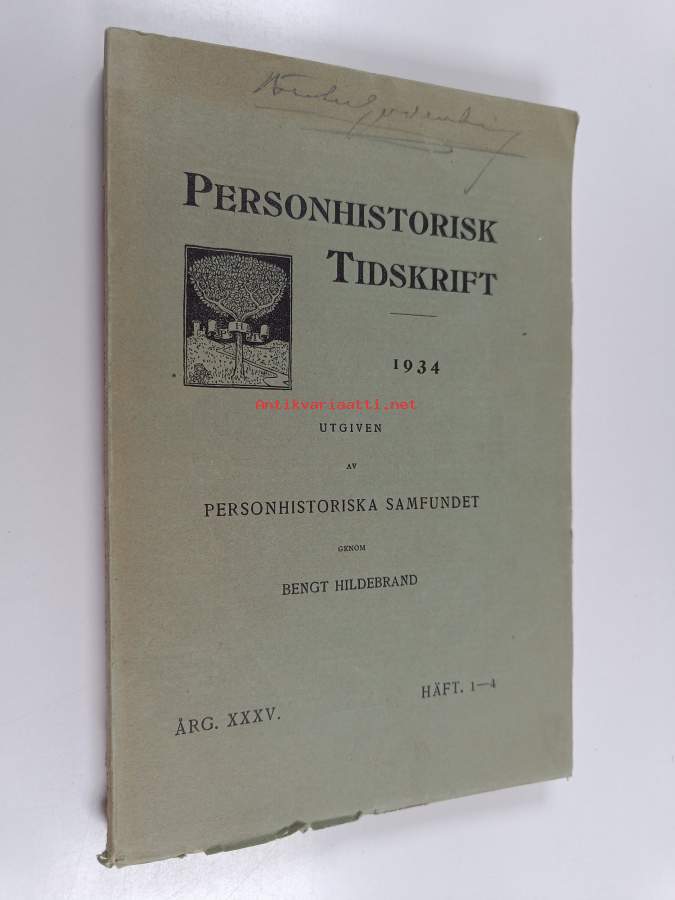 PERSONHISTORISK
TIDSKRIFT
H
1934
Antikvariaatti.net
UTGIVEN
AV
PERSONHISTORISKA SAMFUNDET
GENOM
BENGT HILDEBRAND
ÅRG. XXXV.
HÄFT. 1—4